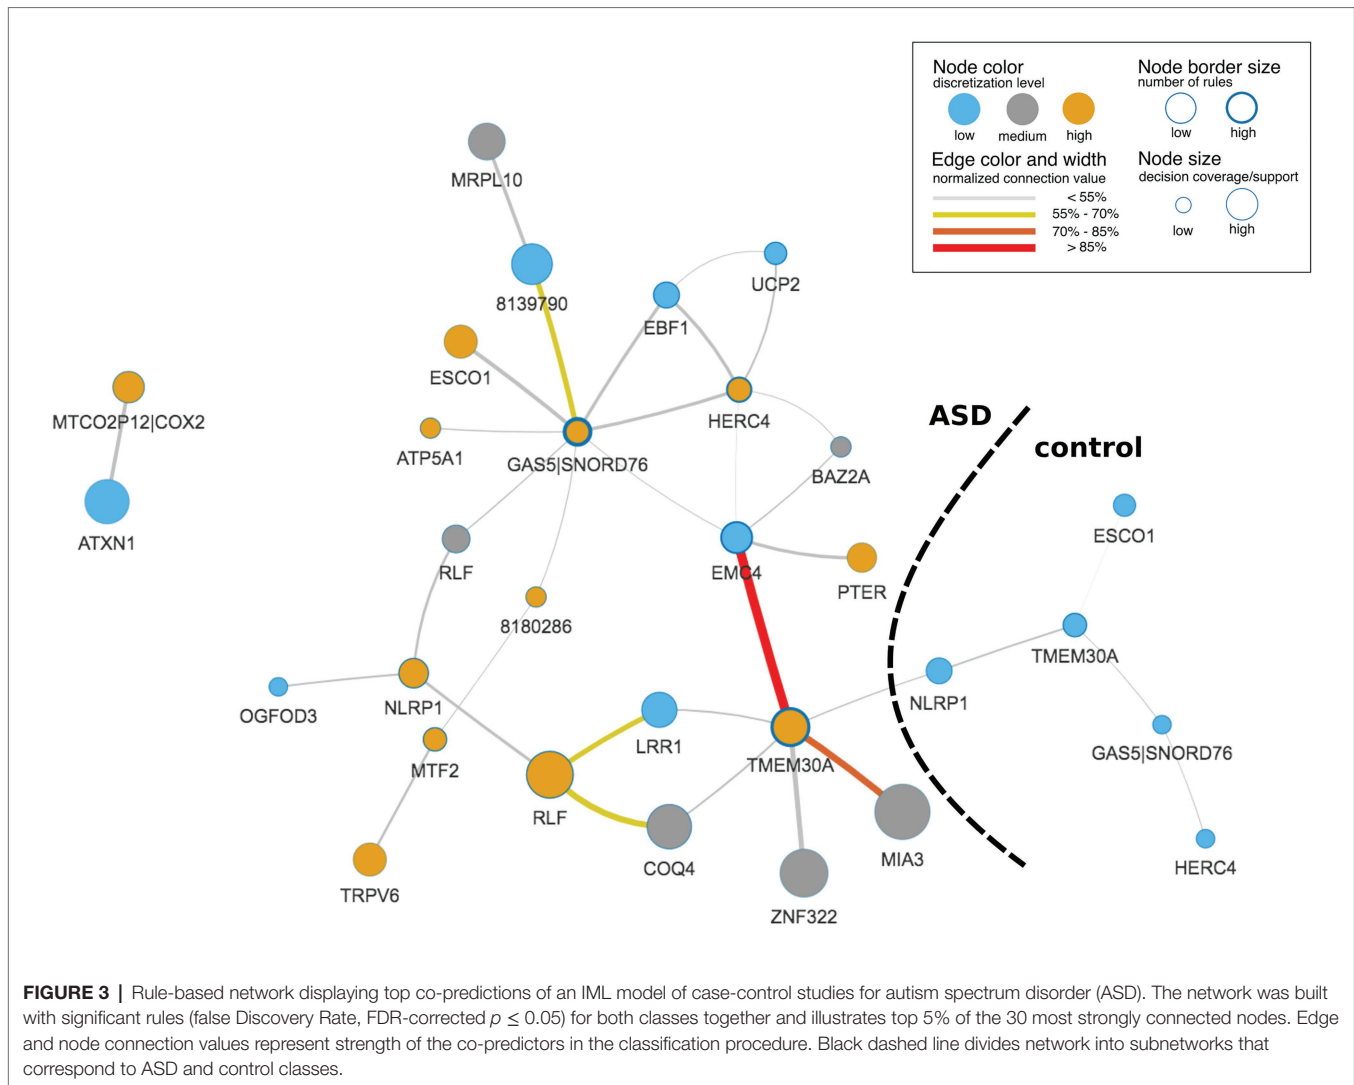 Node color
discretization level
low
medium
high
Node border size
number of rules
low
high
Edge color and width
normalized connection value
< 55%
55% - 70%
70% - 85%
> 85%
Node size
decision coverage/support
low
high
MRPL10
8139790
UCP2
EBF1
ESCO1
MTCO2P12|COX2
HERC4
ASD
control
ATP5A1
GAS5|SNORD76
BAZ2A
ATXN1
ESCO1
RLF
EMC4
PTER
8180286
TMEM30A
NLRP1
OGFOD3
NLRP1
LRR1
GAS5|SNORD76
MTF2
TMEM30A
RLF
MIA3
COQ4
HERC4
TRPV6
ZNF322
FIGURE 3 | Rule-based network displaying top co-predictions of an IML model of case-control studies for autism spectrum disorder (ASD). The network was built
with significant rules (false Discovery Rate, FDR-corrected p ≤ 0.05) for both classes together and illustrates top 5% of the 30 most strongly connected nodes. Edge
and node connection values represent strength of the co-predictors in the classification procedure. Black dashed line divides network into subnetworks that
correspond to ASD and control classes.